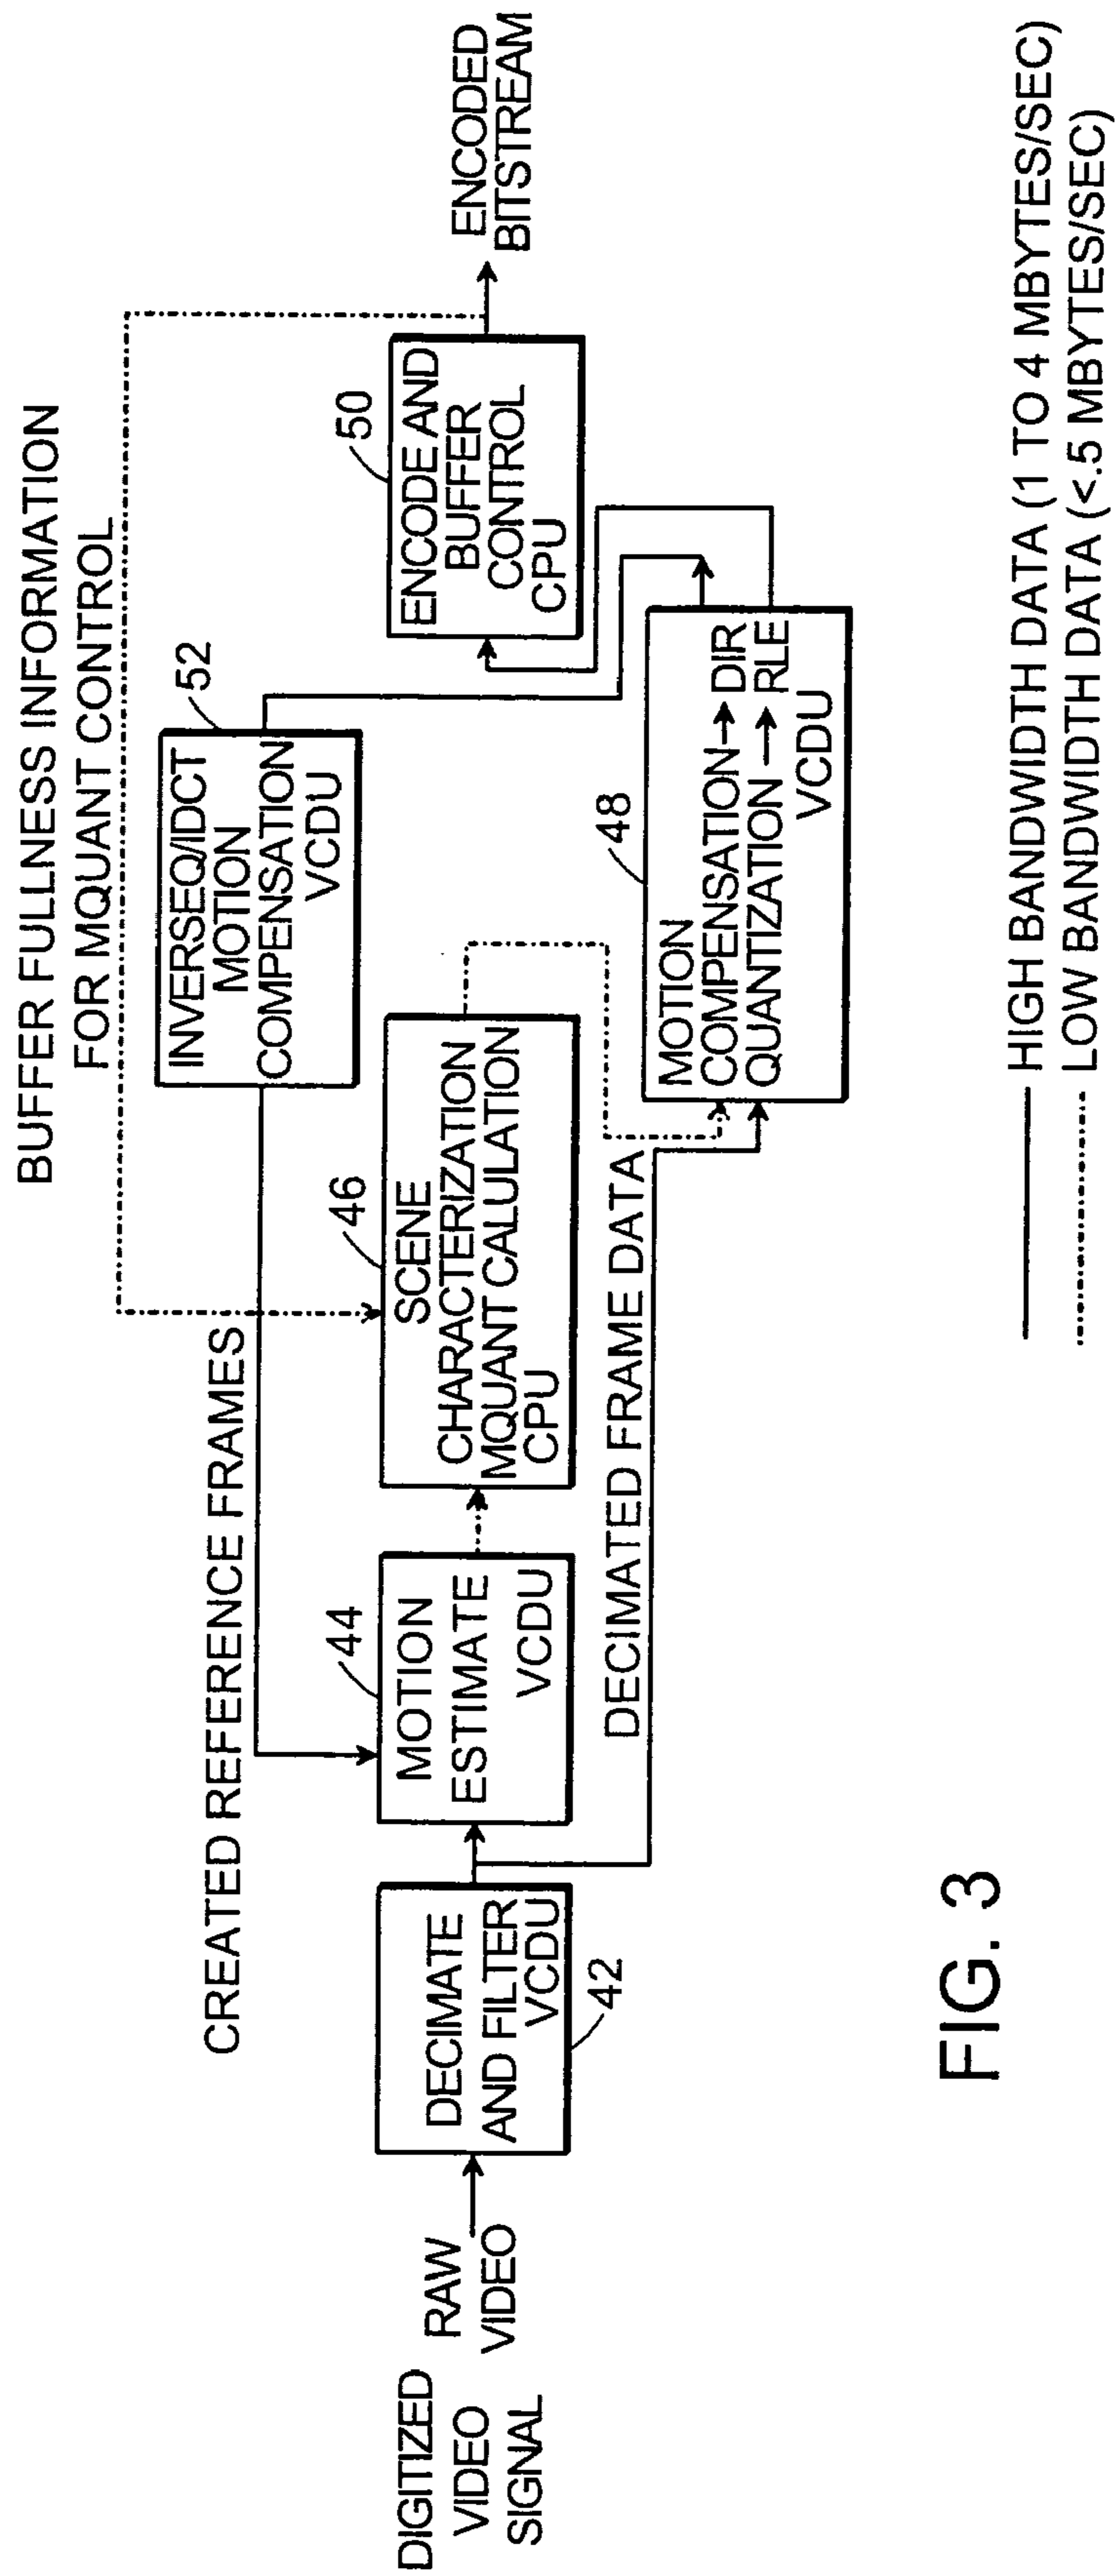 BUFFER FULLNESS INFORMATION
FOR MQUANT CONTROL
CREATED REFERENCE FRAMES
52
INVERSEQ/IDCT
MOTION
COMPENSATION
VCDU
DIGITIZED
VIDEO
SIGNAL
RAW
VIDEO
DECIMATE
AND FILTER
VCDU
42
44
MOTION
ESTIMATE
VCDU
46
SCENE
CHARACTERIZATION
MQUANT CALULATION
CPU
50
ENCODE AND
BUFFER
CONTROL
CPU
ENCODED
BITSTREAM
DECIMATED FRAME DATA
48
MOTION
COMPENSATION DIR
QUANTIZATION RLE
VCDU
FIG. 3
HIGH BANDWIDTH DATA (1 TO 4 MBYTES/SEC)
LOW BANDWIDTH DATA (<.5 MBYTES/SEC)